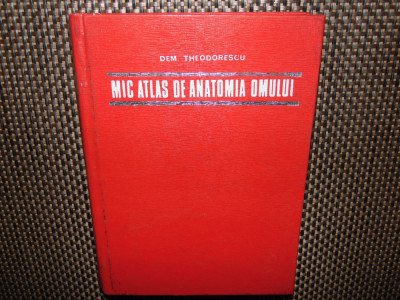 DEM. THEODORESCU
MIC ATLAS DE ANATOMIA OMULUI